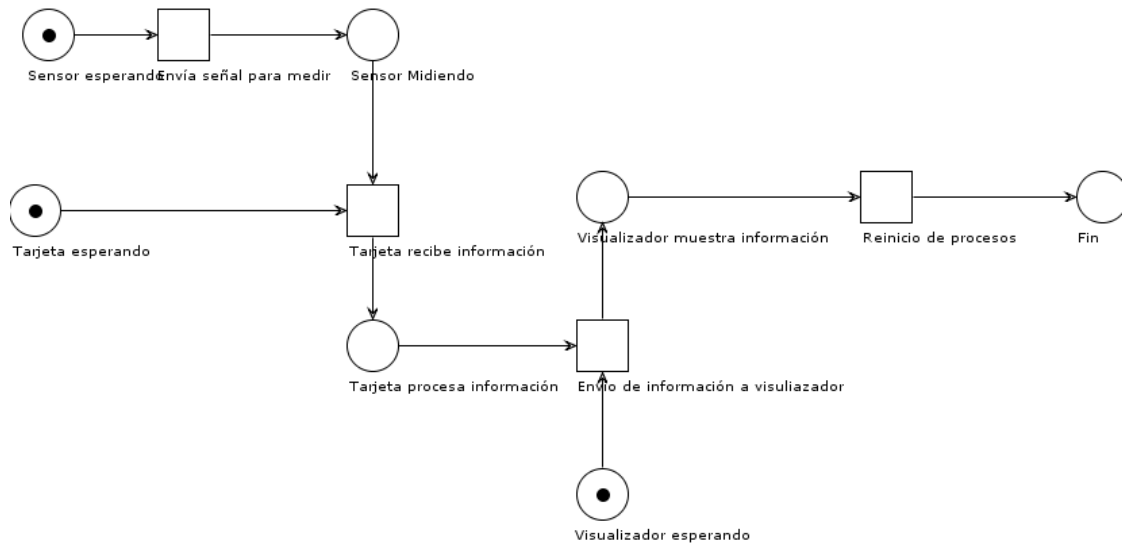 Sensor esperando
Envía señal para medir
Sensor Midiendo
Tarjeta esperando
Tarjeta recibe información
Visualizador muestra información
Reinicio de procesos
Fin
Tarjeta procesa información
Envío de información a visuliazador
Visualizador esperando